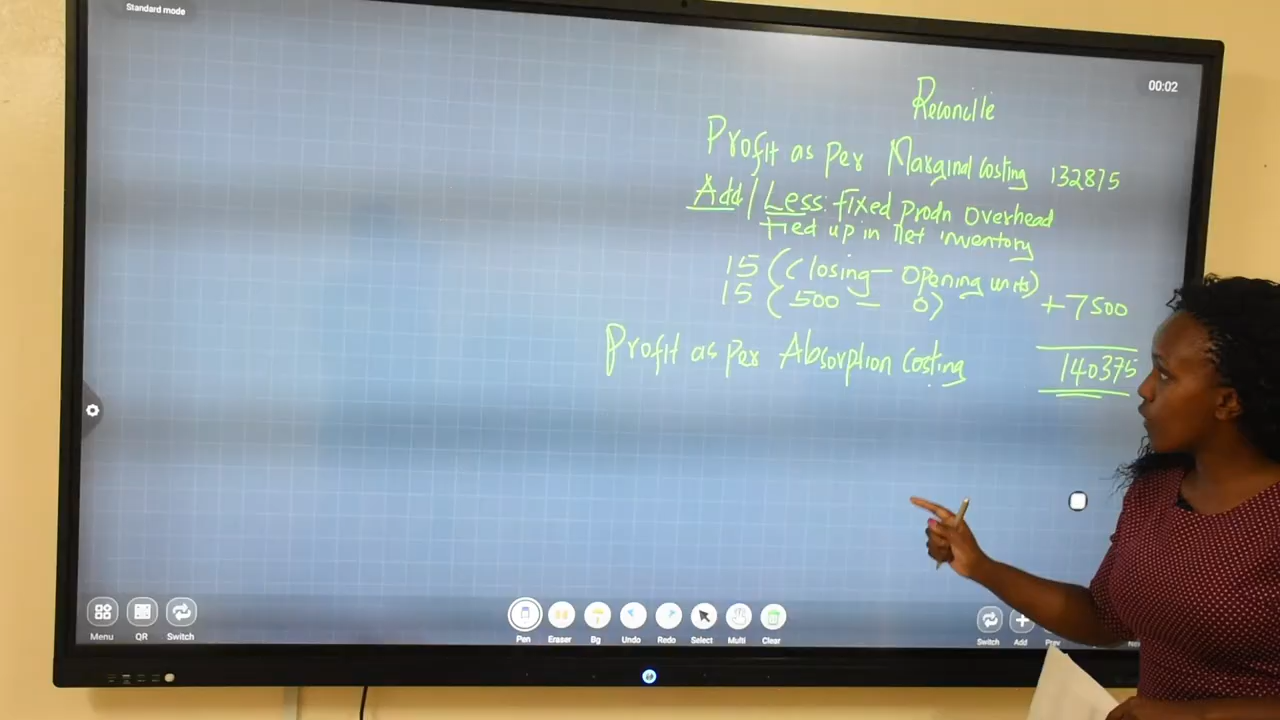 Standard mode
00:02
Reconcile
Profit as per Marginal Costing 132875
Add / Less: fixed prodn overhead
tied up in net inventory
15 (closing - opening units)
15 (500 - 0) +7500
Profit as per Absorption costing 140375
Menu QR Switch Pen Eraser Bg Undo Redo Select Multi Clear Switch Add Prev